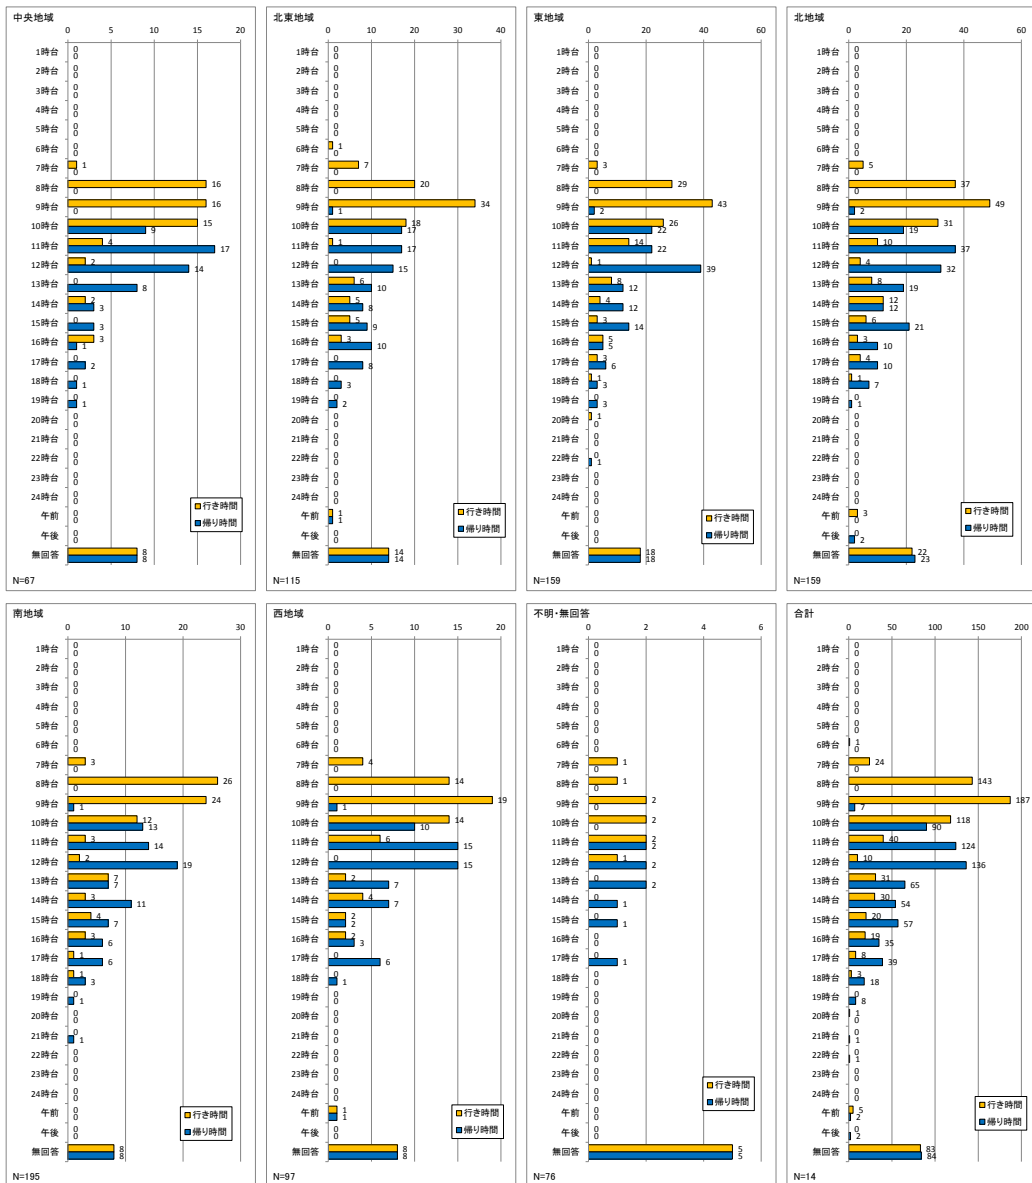 中央地域
0 5 10 15 20
1時台 0 0
2時台 0 0
3時台 0 0
4時台 0 0
5時台 0 0
6時台 0 0
7時台 1 0
8時台 16 0
9時台 16 0
10時台 15 9
11時台 4 17
12時台 2 14
13時台 0 8
14時台 2 3
15時台 0 3
16時台 3 1
17時台 0 2
18時台 0 1
19時台 0 1
20時台 0 0
21時台 0 0
22時台 0 0
23時台 0 0
24時台 0 0
午前 0 0
午後 0 0
無回答 8 8
行き時間
帰り時間
N=67
北東地域
0 10 20 30 40
1時台 0 0
2時台 0 0
3時台 0 0
4時台 0 0
5時台 0 0
6時台 1 0
7時台 7 0
8時台 20 0
9時台 34 1
10時台 18 17
11時台 1 17
12時台 0 15
13時台 6 10
14時台 5 8
15時台 5 9
16時台 3 10
17時台 0 8
18時台 0 3
19時台 0 2
20時台 0 0
21時台 0 0
22時台 0 0
23時台 0 0
24時台 0 0
午前 1 1
午後 0 0
無回答 14 14
行き時間
帰り時間
N=115
東地域
0 20 40 60
1時台 0 0
2時台 0 0
3時台 0 0
4時台 0 0
5時台 0 0
6時台 0 0
7時台 3 0
8時台 29 0
9時台 43 2
10時台 26 22
11時台 14 22
12時台 1 39
13時台 8 12
14時台 4 12
15時台 3 14
16時台 5 5
17時台 3 6
18時台 1 3
19時台 0 3
20時台 1 0
21時台 0 0
22時台 0 1
23時台 0 0
24時台 0 0
午前 0 0
午後 0 0
無回答 18 18
行き時間
帰り時間
N=159
北地域
0 20 40 60
1時台 0 0
2時台 0 0
3時台 0 0
4時台 0 0
5時台 0 0
6時台 0 0
7時台 5 0
8時台 37 0
9時台 49 2
10時台 31 19
11時台 10 37
12時台 4 32
13時台 8 19
14時台 12 12
15時台 6 21
16時台 3 10
17時台 4 10
18時台 1 7
19時台 0 1
20時台 0 0
21時台 0 0
22時台 0 0
23時台 0 0
24時台 0 0
午前 3 0
午後 0 2
無回答 22 23
行き時間
帰り時間
N=159
南地域
0 10 20 30
1時台 0 0
2時台 0 0
3時台 0 0
4時台 0 0
5時台 0 0
6時台 0 0
7時台 3 0
8時台 26 0
9時台 24 1
10時台 12 13
11時台 3 14
12時台 2 19
13時台 7 7
14時台 3 11
15時台 4 7
16時台 3 6
17時台 1 6
18時台 1 3
19時台 0 1
20時台 0 0
21時台 0 1
22時台 0 0
23時台 0 0
24時台 0 0
午前 0 0
午後 0 0
無回答 8 8
行き時間
帰り時間
N=195
西地域
0 5 10 15 20
1時台 0 0
2時台 0 0
3時台 0 0
4時台 0 0
5時台 0 0
6時台 0 0
7時台 4 0
8時台 14 0
9時台 19 1
10時台 14 10
11時台 6 15
12時台 0 15
13時台 2 7
14時台 4 7
15時台 2 2
16時台 2 3
17時台 0 6
18時台 0 1
19時台 0 0
20時台 0 0
21時台 0 0
22時台 0 0
23時台 0 0
24時台 0 0
午前 1 1
午後 0 0
無回答 8 8
行き時間
帰り時間
N=97
不明・無回答
0 2 4 6
1時台 0 0
2時台 0 0
3時台 0 0
4時台 0 0
5時台 0 0
6時台 0 0
7時台 1 0
8時台 1 0
9時台 2 0
10時台 2 0
11時台 2 2
12時台 1 2
13時台 0 2
14時台 0 1
15時台 0 1
16時台 0 0
17時台 0 1
18時台 0 0
19時台 0 0
20時台 0 0
21時台 0 0
22時台 0 0
23時台 0 0
24時台 0 0
午前 0 0
午後 0 0
無回答 5 5
行き時間
帰り時間
N=76
合計
0 50 100 150 200
1時台 0 0
2時台 0 0
3時台 0 0
4時台 0 0
5時台 0 0
6時台 1 0
7時台 24 0
8時台 143 0
9時台 187 7
10時台 118 90
11時台 40 124
12時台 10 136
13時台 31 65
14時台 30 54
15時台 20 57
16時台 19 35
17時台 8 39
18時台 3 18
19時台 0 8
20時台 1 0
21時台 0 1
22時台 0 1
23時台 0 0
24時台 0 0
午前 5 2
午後 0 2
無回答 83 84
行き時間
帰り時間
N=14